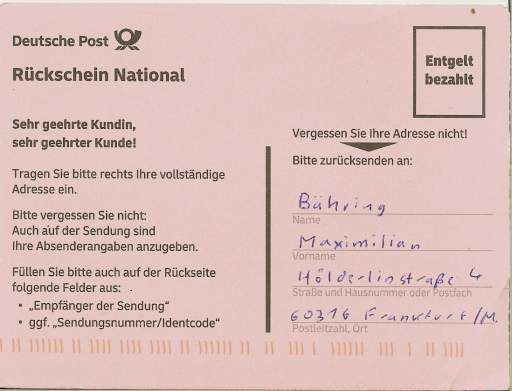 Deutsche Post
Rückschein National
Entgelt
bezahlt
Sehr geehrte Kundin,
sehr geehrter Kunde!
Tragen Sie bitte rechts Ihre vollständige
Adresse ein.
Bitte vergessen Sie nicht:
Auch auf der Sendung sind
Ihre Absenderangaben anzugeben.
Füllen Sie bitte auch auf der Rückseite
folgende Felder aus:
• „Empfänger der Sendung“
• ggf. „Sendungsnummer/Identcode“
Vergessen Sie Ihre Adresse nicht!
Bitte zurücksenden an:
Bähring
Name
Maximilian
Vorname
Hölderlinstraße 4
Straße und Hausnummer oder Postfach
60316 Frankfurt/M.
Postleitzahl, Ort